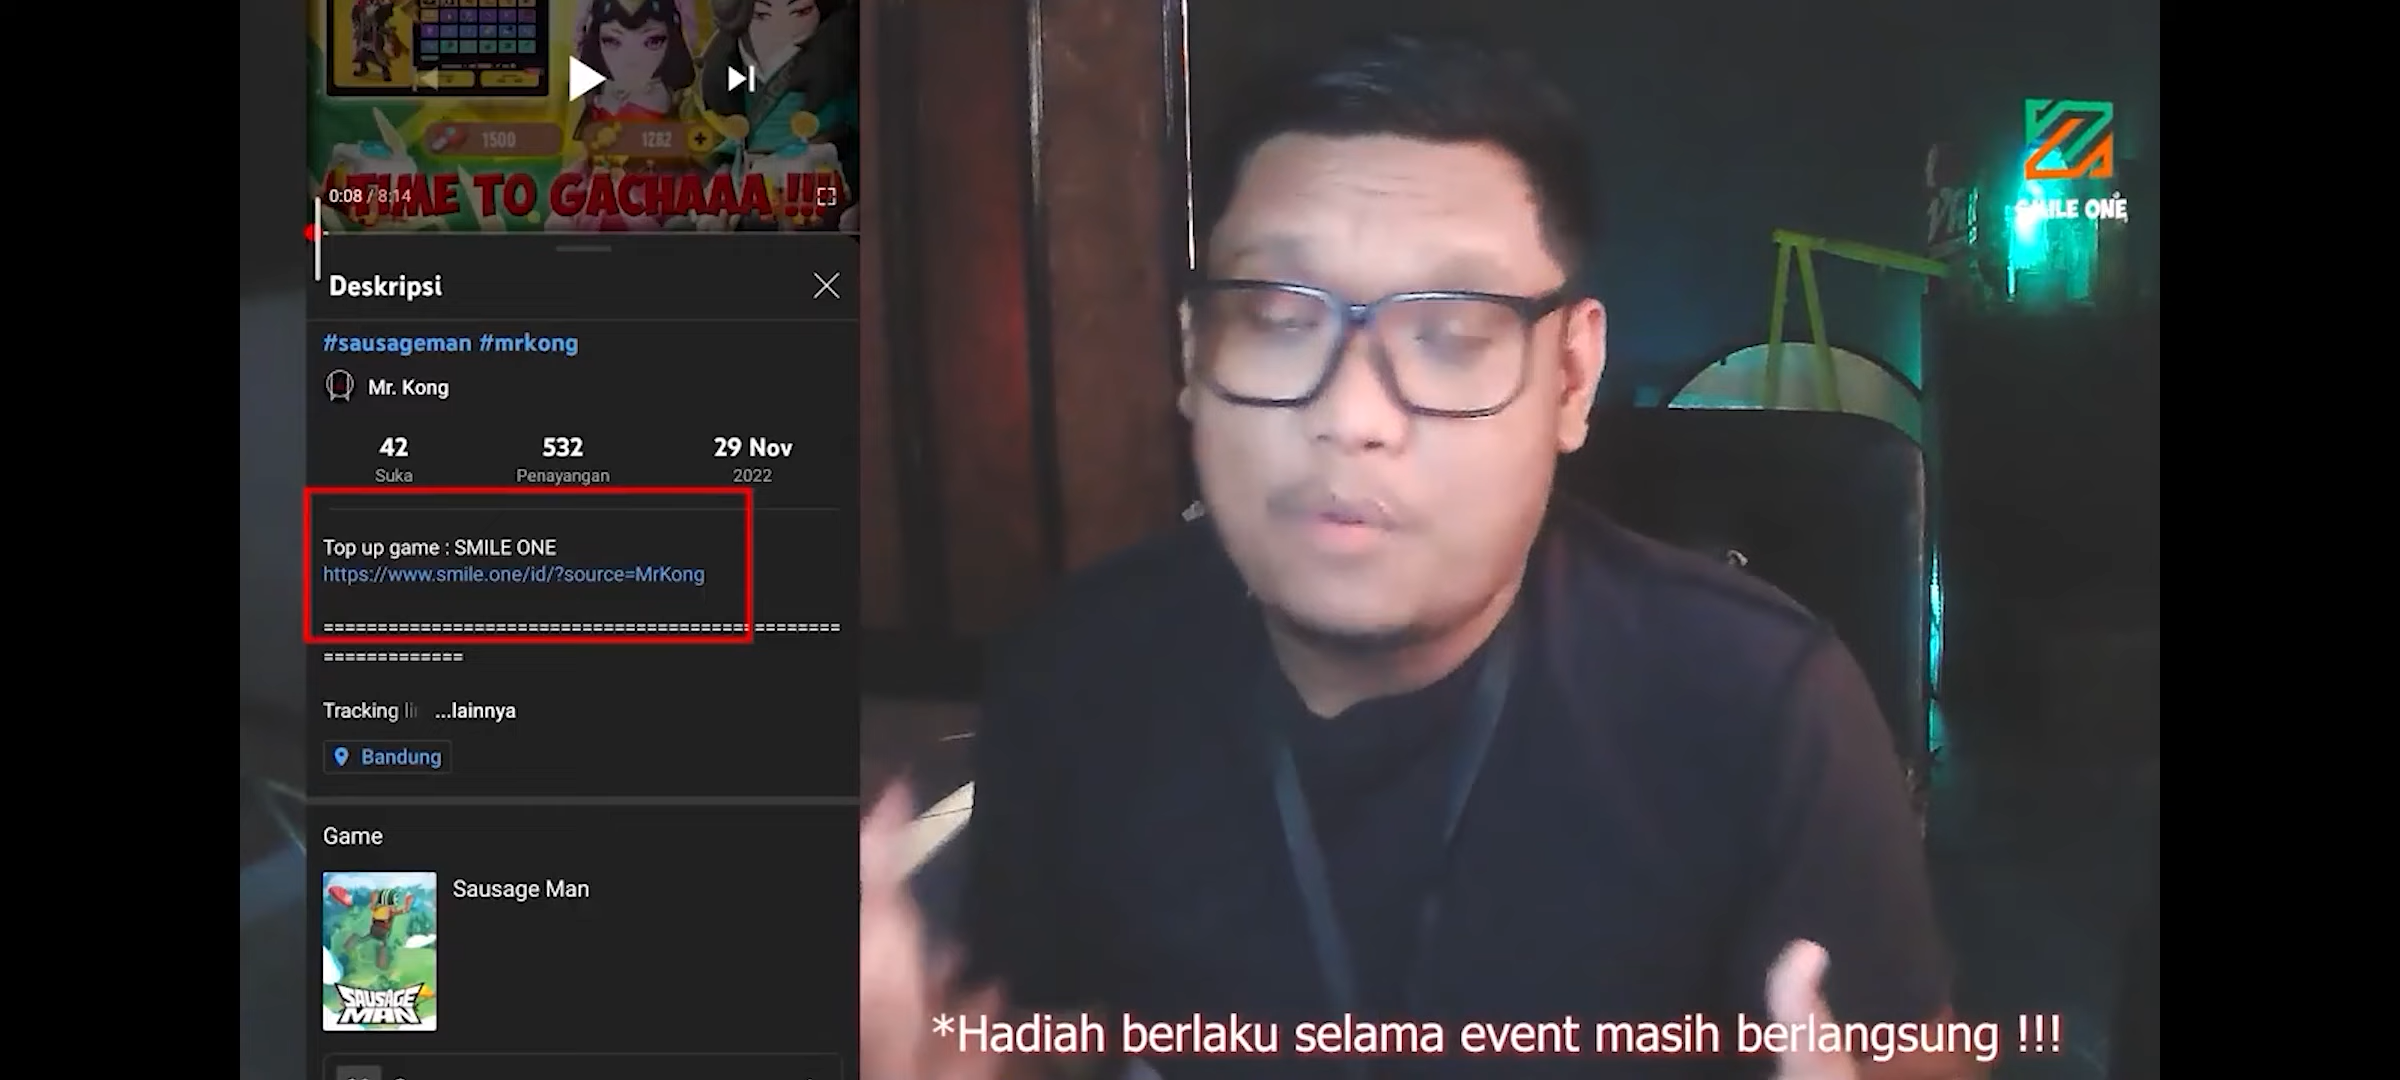 1500
1282
TIME TO GACHAAA !!!
0:08 / 8:14
SMILE ONE
Deskripsi
#sausageman #mrkong
Mr. Kong
42
Suka
532
Penayangan
29 Nov
2022
Top up game : SMILE ONE
https://www.smile.one/id/?source=MrKong
================================================
=============
Tracking ...lainnya
Bandung
Game
Sausage Man
SAUSAGE
MAN
*Hadiah berlaku selama event masih berlangsung !!!